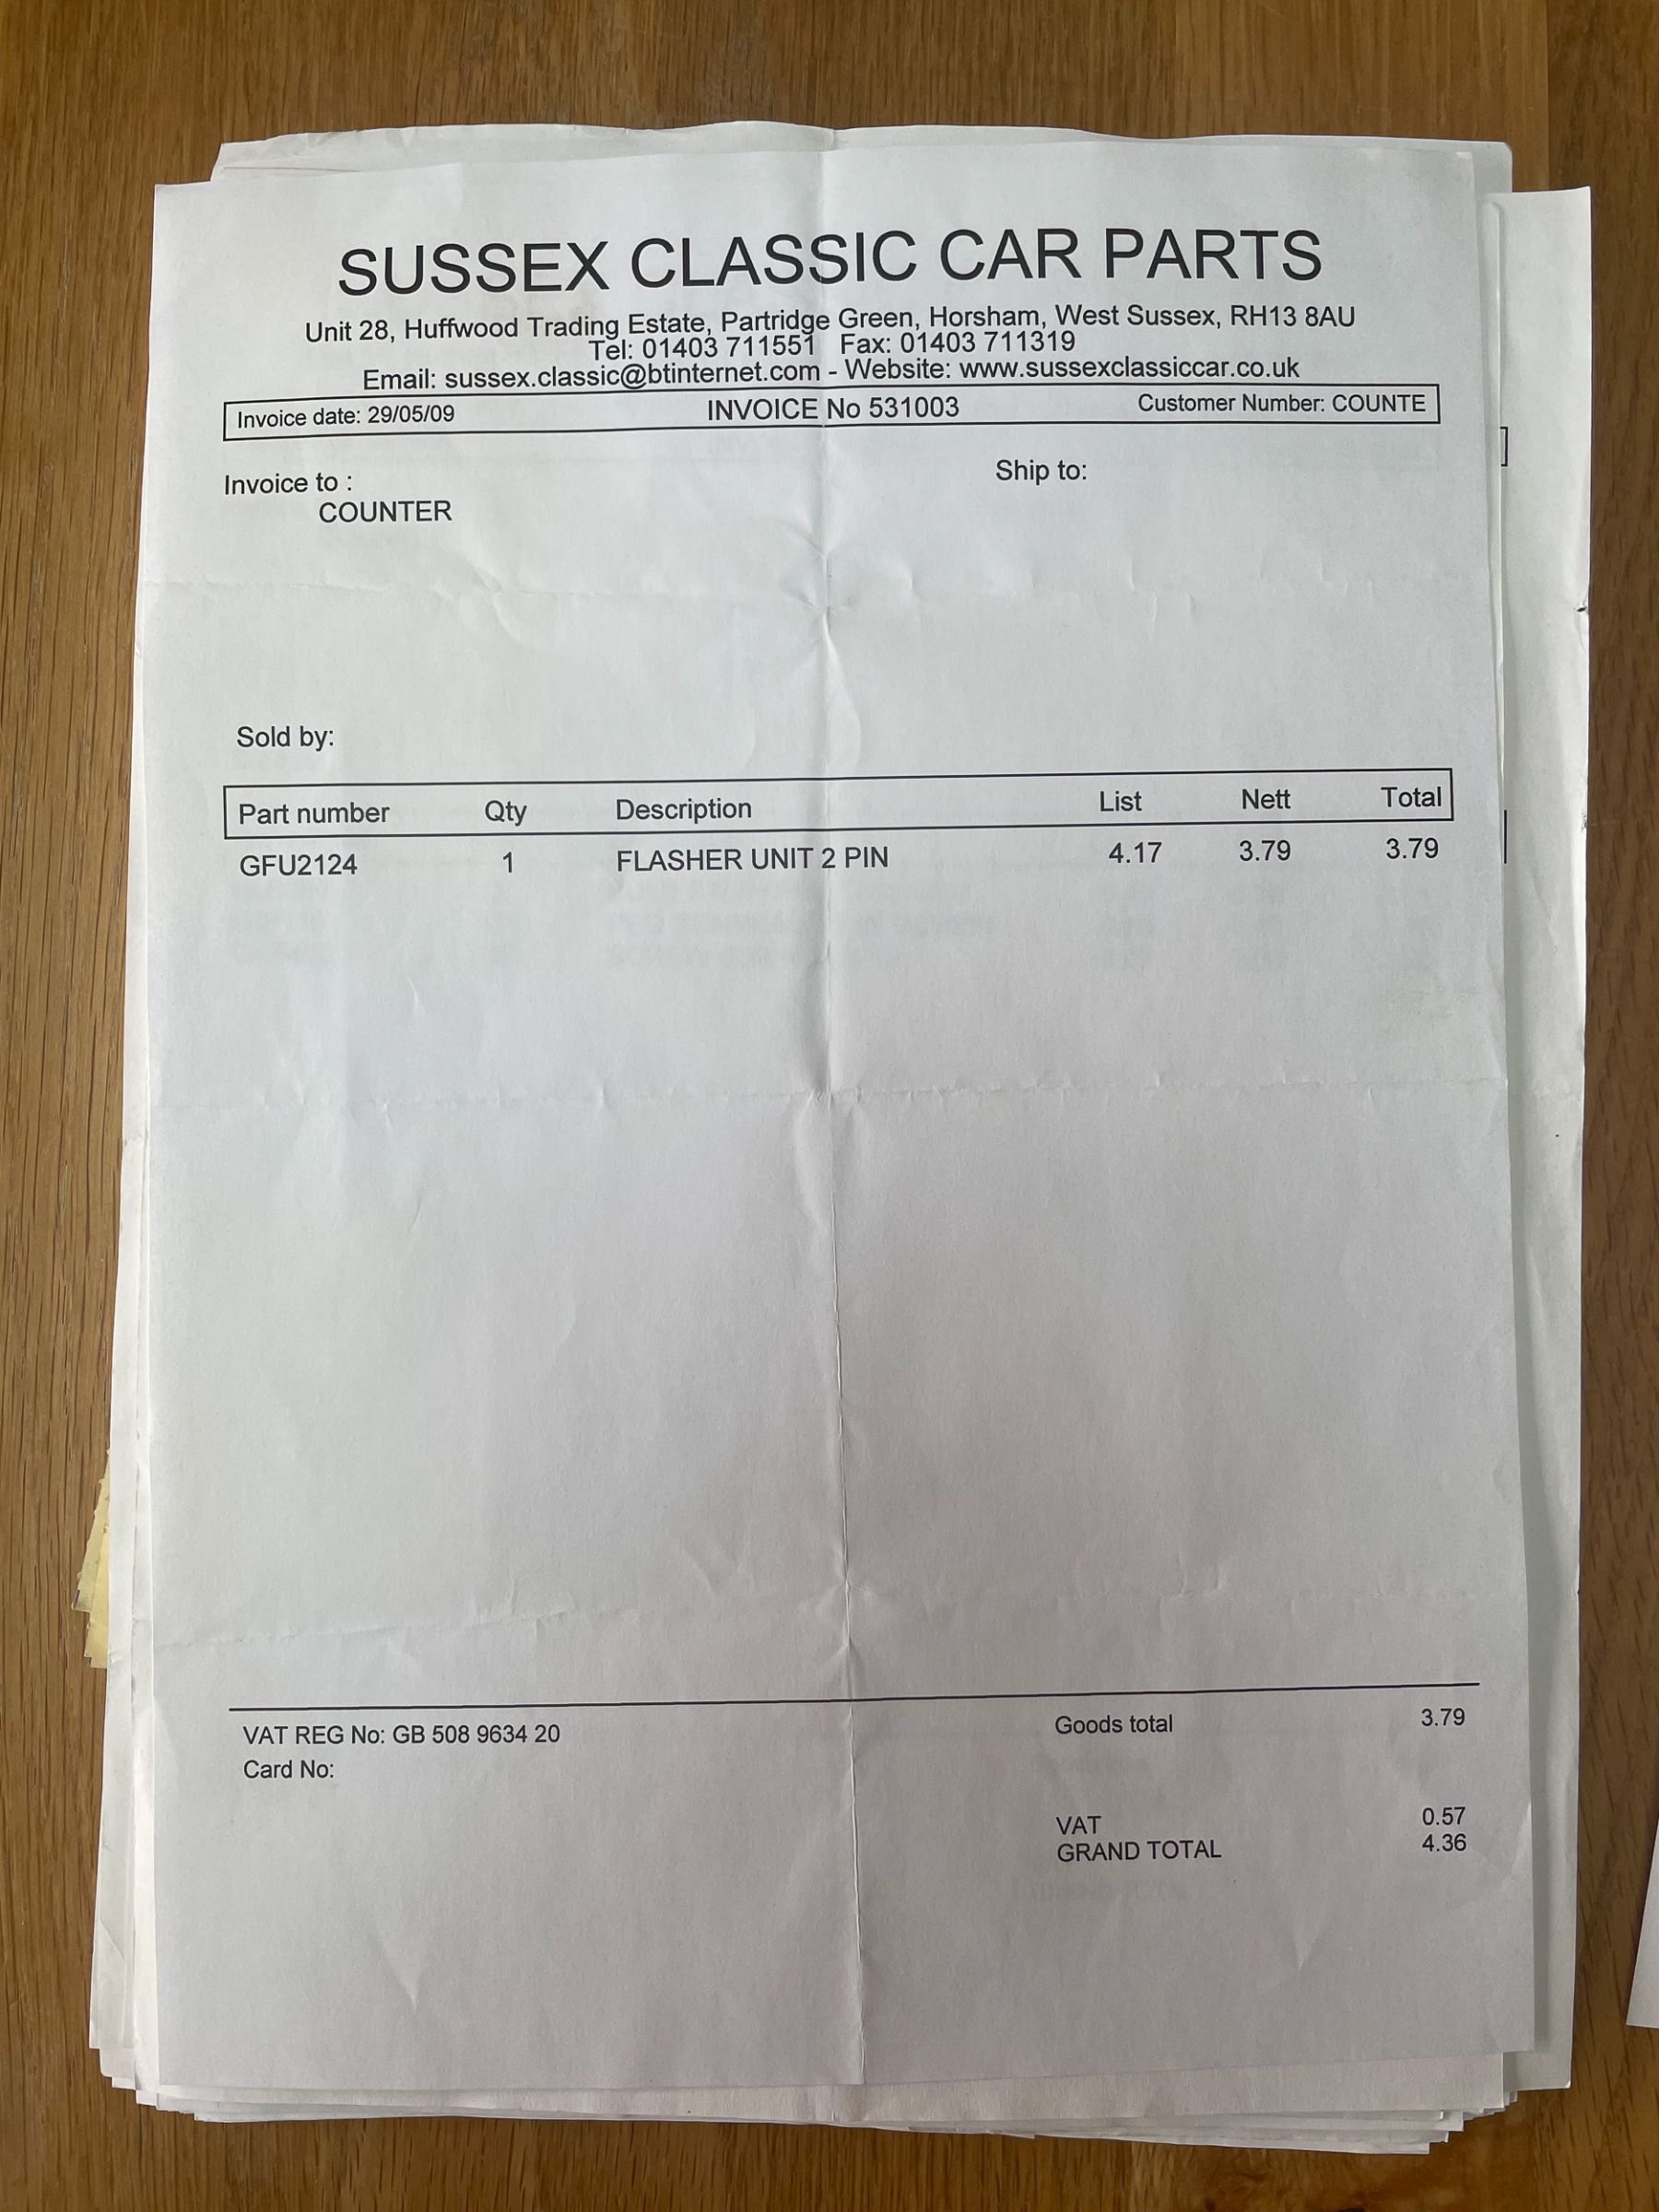 SUSSEX CLASSIC CAR PARTS
Unit 28, Huffwood Trading Estate, Partridge Green, Horsham, West Sussex, RH13 8AU
Tel: 01403 711551 Fax: 01403 711319
Email: sussex.classic@btinternet.com - Website: www.sussexclassiccar.co.uk
Invoice date: 29/05/09 INVOICE No 531003 Customer Number: COUNTE
Invoice to : Ship to:
COUNTER
Sold by:
Part number Qty Description List Nett Total
GFU2124 1 FLASHER UNIT 2 PIN 4.17 3.79 3.79
VAT REG No: GB 508 9634 20 Goods total 3.79
Card No:
VAT 0.57
GRAND TOTAL 4.36